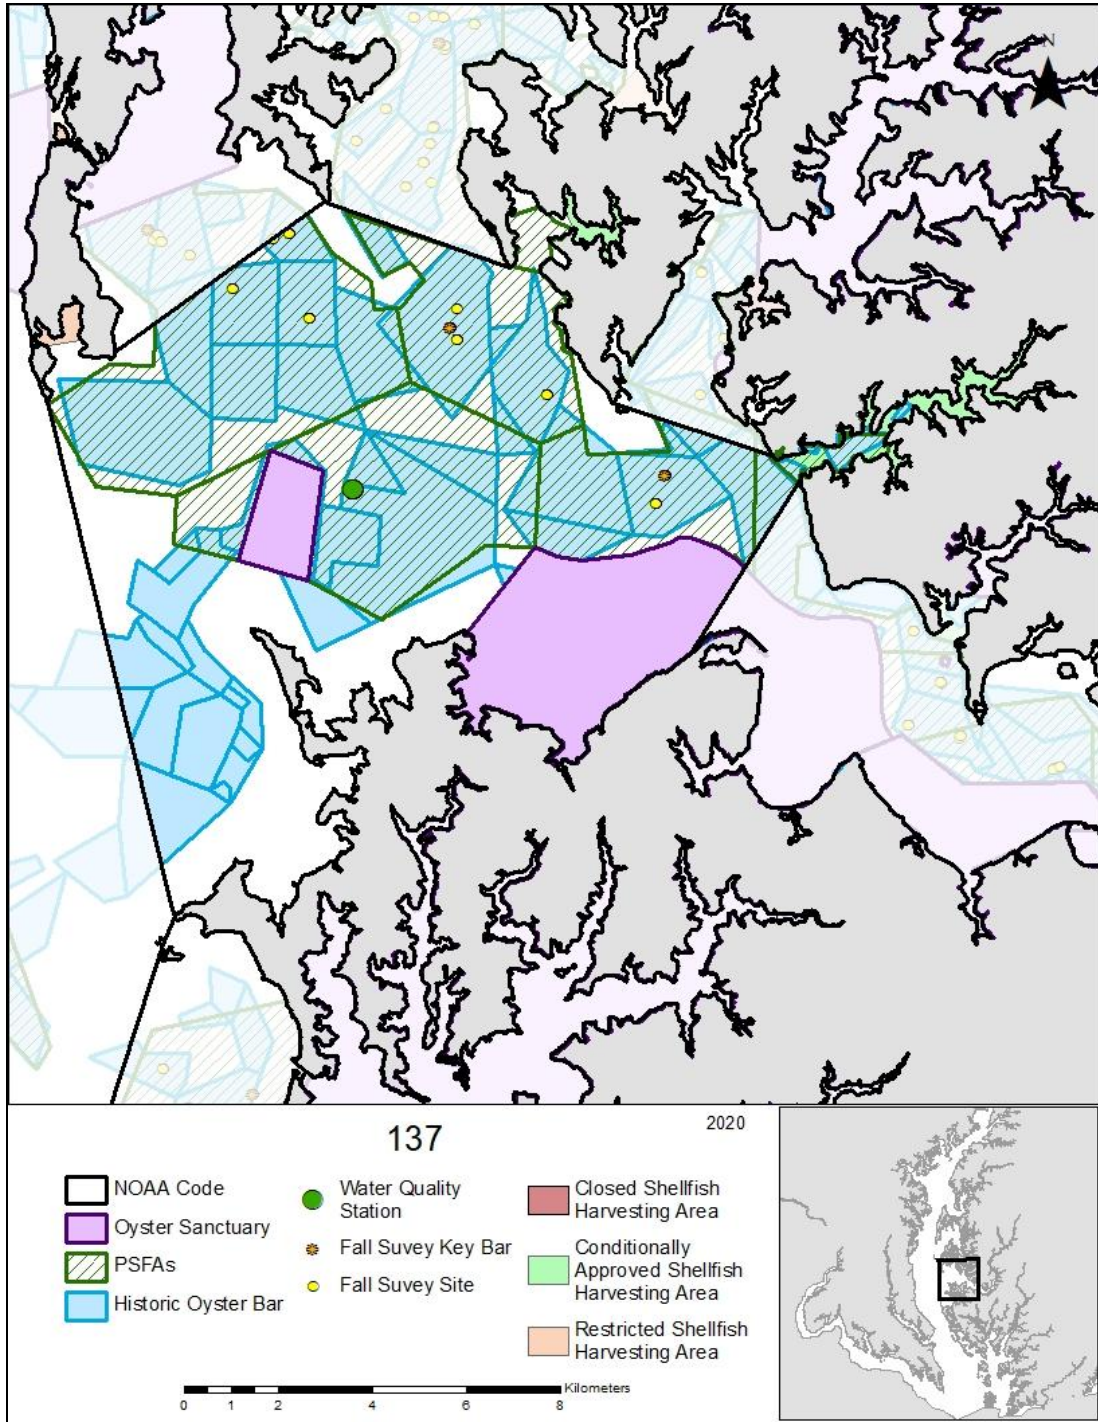 N
137
2020
NOAA Code
Oyster Sanctuary
PSFAs
Historic Oyster Bar
Water Quality
Station
Fall Suvey Key Bar
Fall Suvey Site
Closed Shellfish
Harvesting Area
Conditionally
Approved Shellfish
Harvesting Area
Restricted Shellfish
Harvesting Area
Kilometers
0 1 2 4 6 8